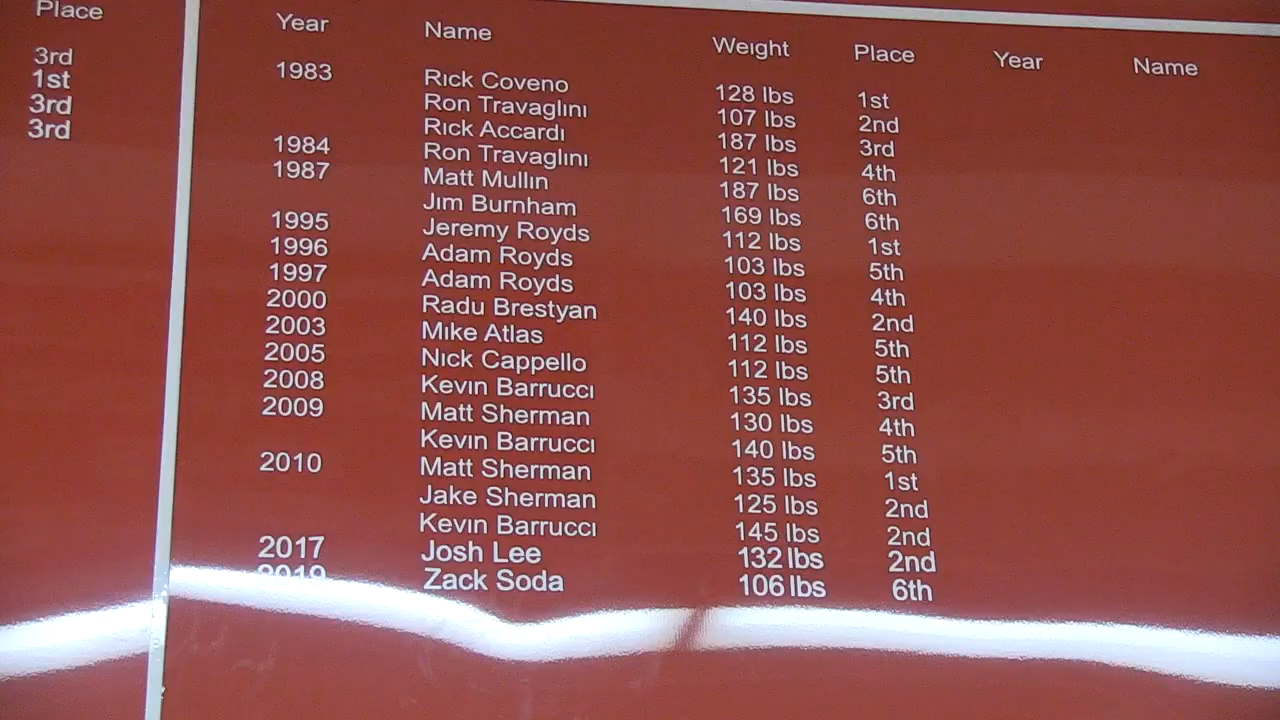 Place Year Name Weight Place Year Name
3rd 1983 Rick Coveno 128 lbs 1st
1st Ron Travaglini 107 lbs 2nd
3rd Rick Accardi 187 lbs 3rd
3rd 1984 Ron Travaglini 121 lbs 4th
1987 Matt Mullin 187 lbs 6th
Jim Burnham 169 lbs 6th
1995 Jeremy Royds 112 lbs 1st
1996 Adam Royds 103 lbs 5th
1997 Adam Royds 103 lbs 4th
2000 Radu Brestyan 140 lbs 2nd
2003 Mike Atlas 112 lbs 5th
2005 Nick Cappello 112 lbs 5th
2008 Kevin Barrucci 135 lbs 3rd
2009 Matt Sherman 130 lbs 4th
Kevin Barrucci 140 lbs 5th
2010 Matt Sherman 135 lbs 1st
Jake Sherman 125 lbs 2nd
Kevin Barrucci 145 lbs 2nd
2017 Josh Lee 132 lbs 2nd
2019 Zack Soda 106 lbs 6th